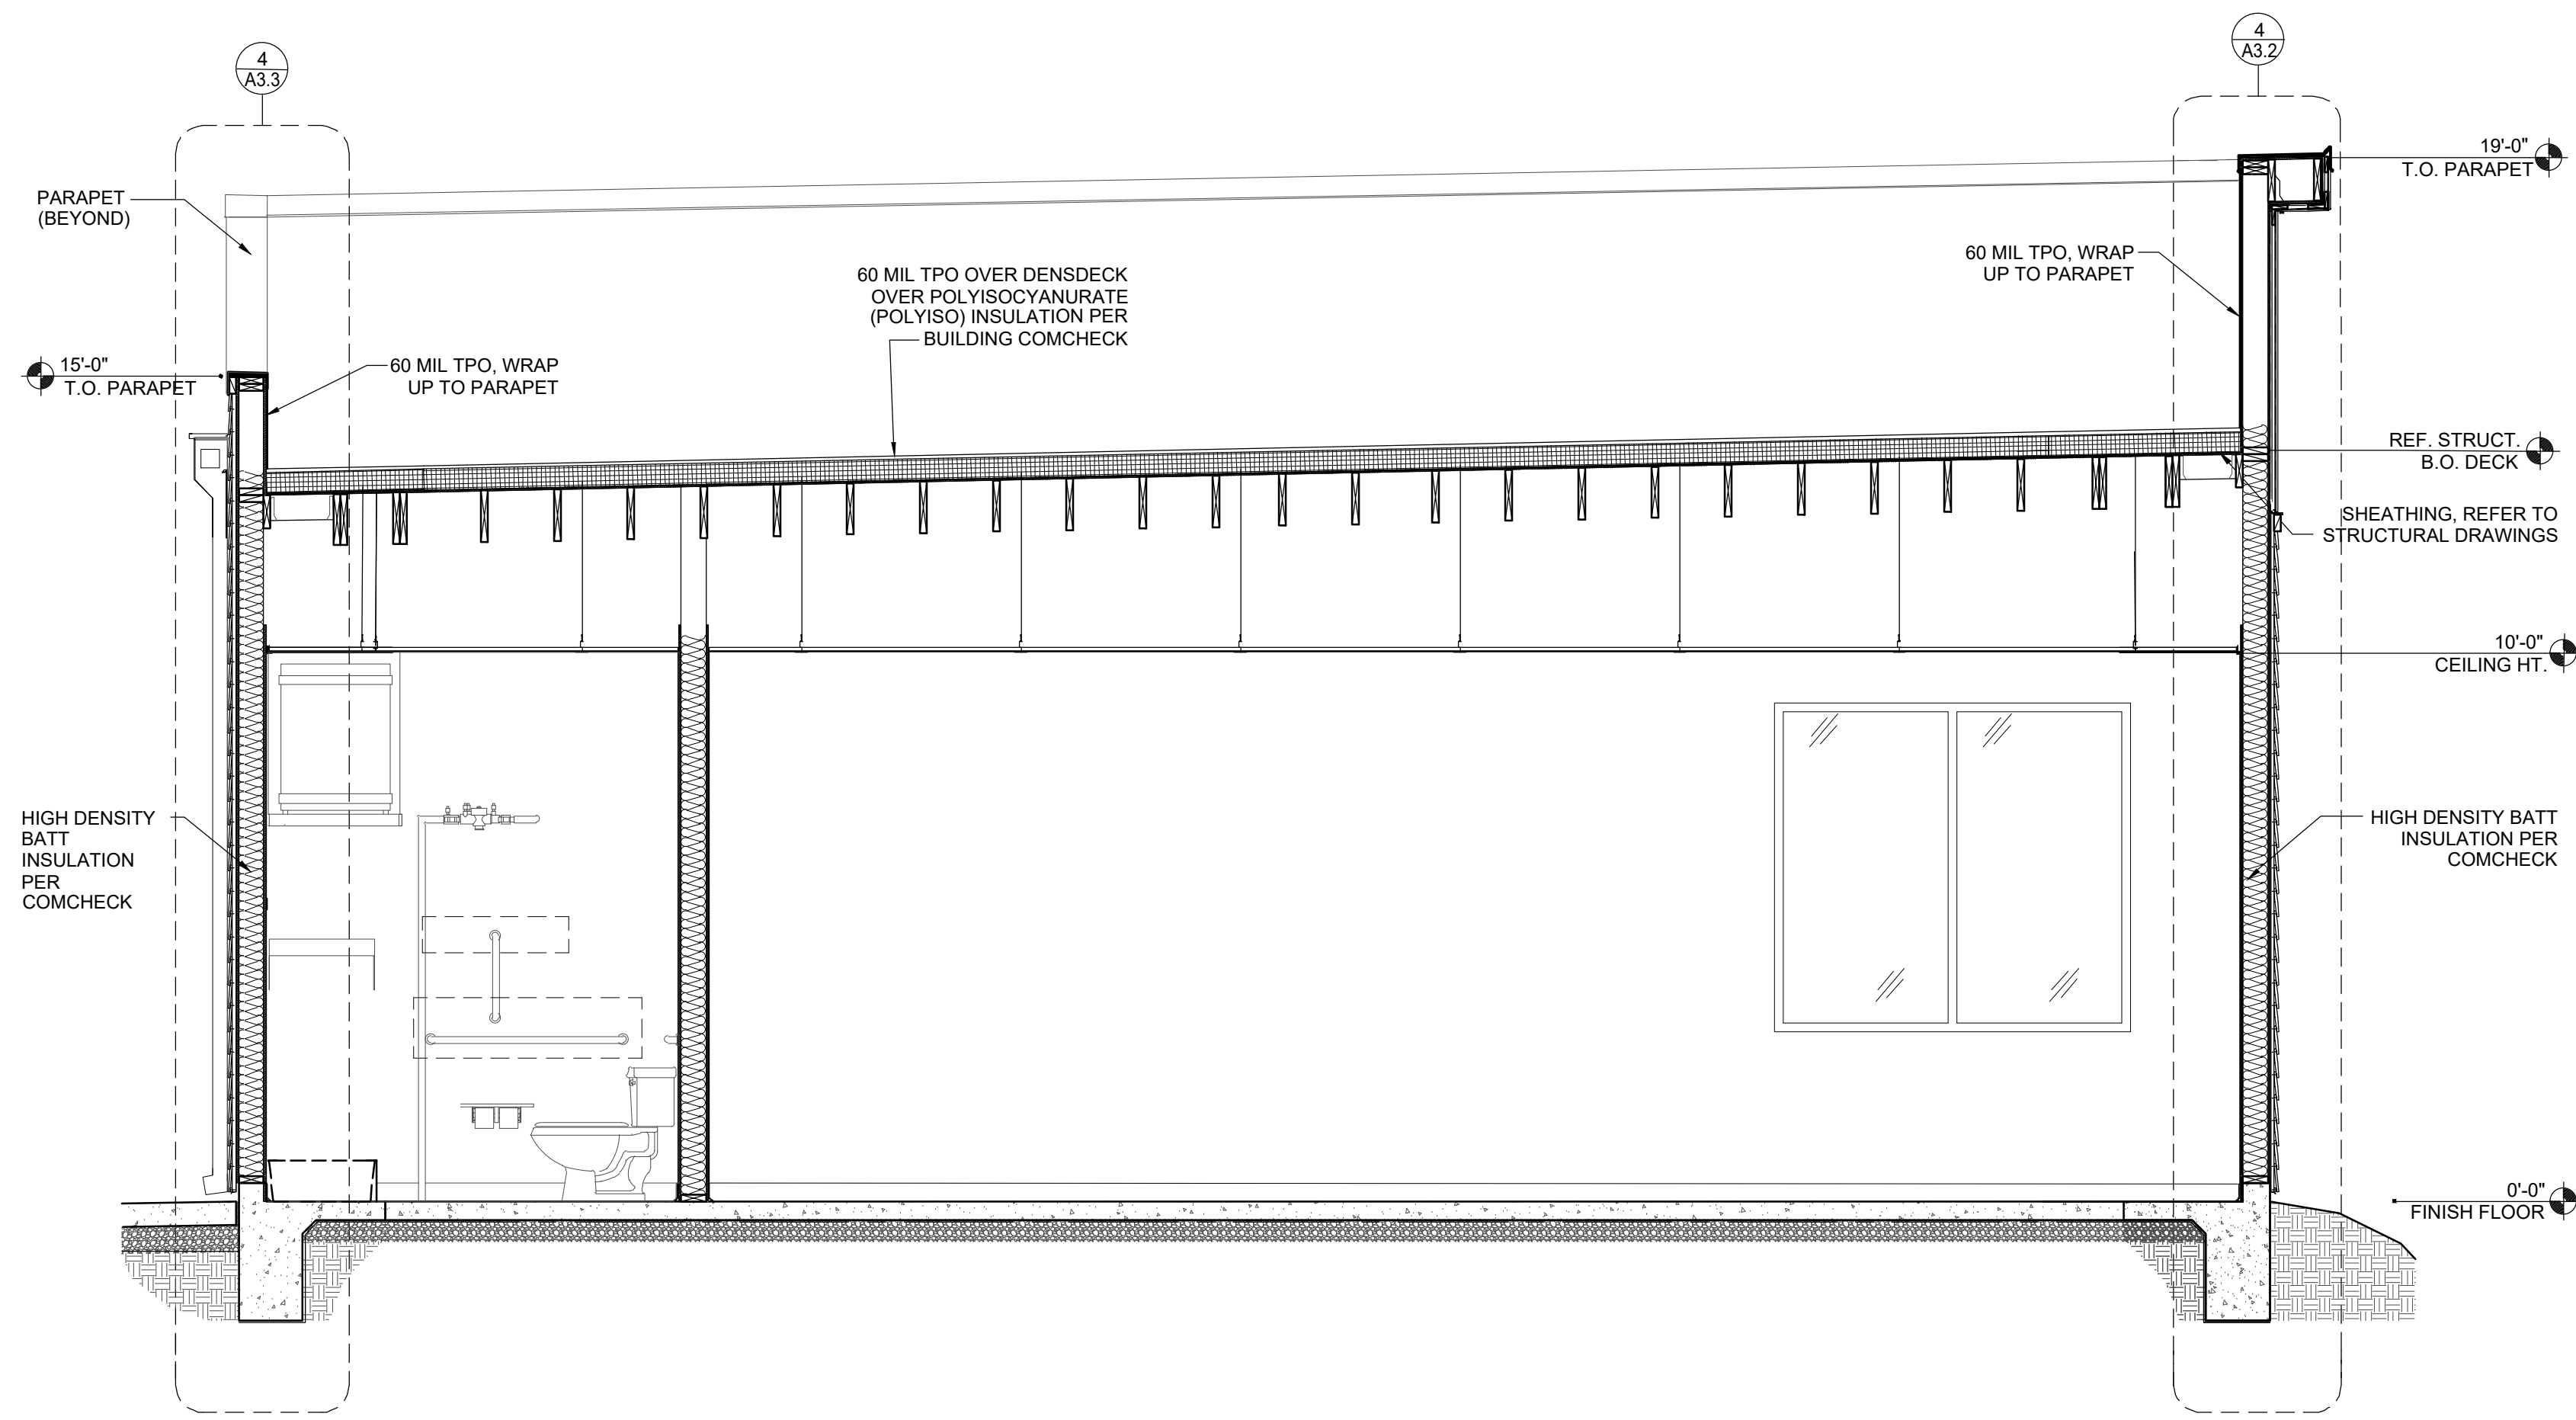 4
A3.3
4
A3.2
19'-0"
T.O. PARAPET
PARAPET
(BEYOND)
60 MIL TPO OVER DENSDECK
OVER POLYISOCYANURATE
(POLYISO) INSULATION PER
BUILDING COMCHECK
60 MIL TPO, WRAP
UP TO PARAPET
15'-0"
T.O. PARAPET
60 MIL TPO, WRAP
UP TO PARAPET
REF. STRUCT.
B.O. DECK
SHEATHING, REFER TO
STRUCTURAL DRAWINGS
10'-0"
CEILING HT.
HIGH DENSITY
BATT
INSULATION
PER
COMCHECK
HIGH DENSITY BATT
INSULATION PER
COMCHECK
0'-0"
FINISH FLOOR